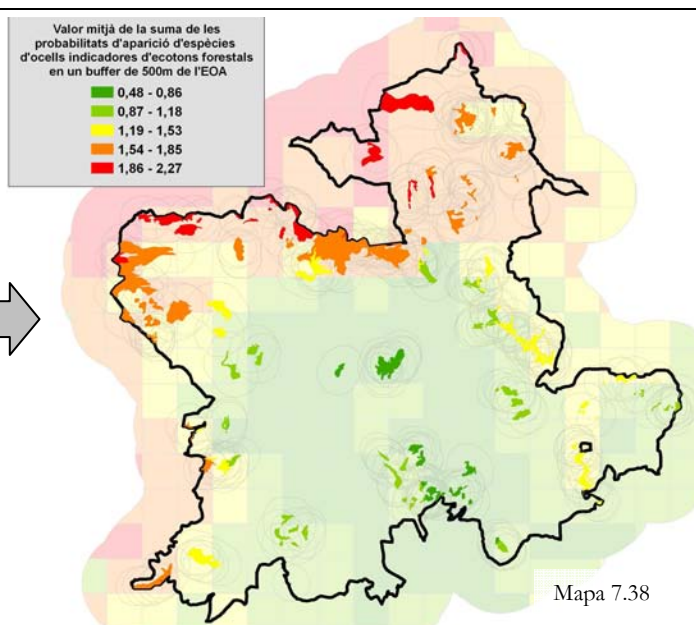 Valor mitjà de la suma de les
probabilitats d'aparició d'espècies
d'ocells indicadores d'ecotons forestals
en un buffer de 500m de l'EOA
0,48 - 0,86
0,87 - 1,18
1,19 - 1,53
1,54 - 1,85
1,86 - 2,27
Mapa 7.38